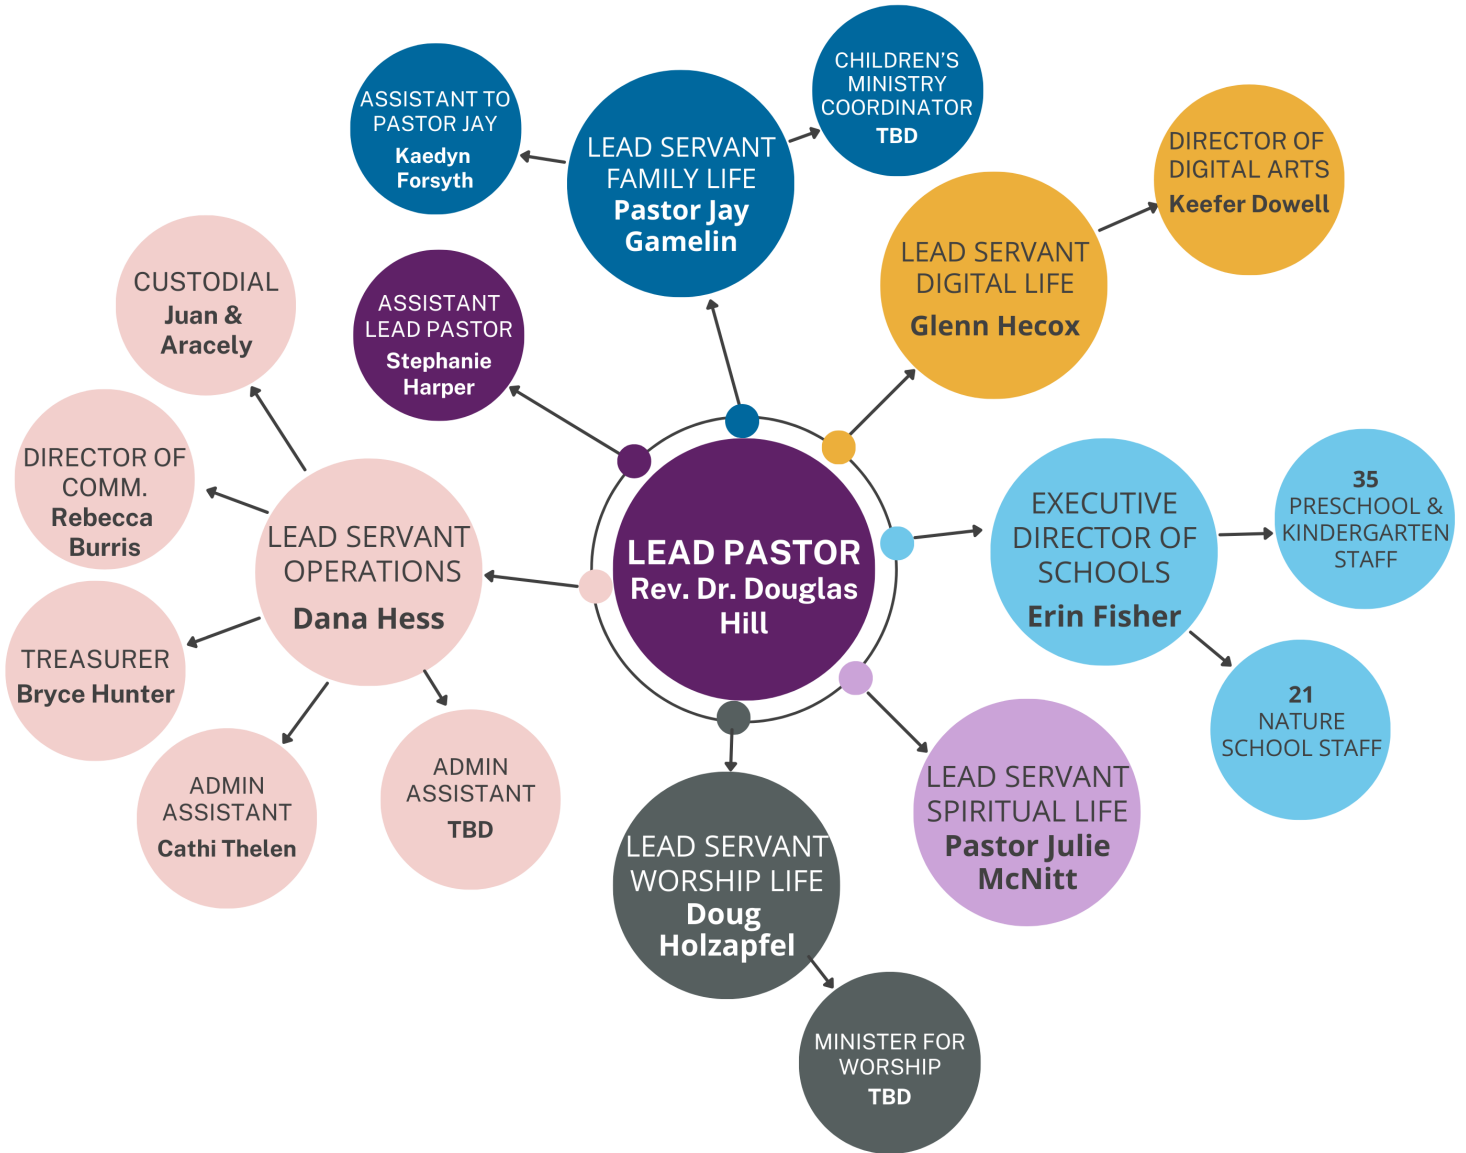 CHILDREN'S
MINISTRY
COORDINATOR
TBD
ASSISTANT TO
PASTOR JAY
Kaedyn
Forsyth
LEAD SERVANT
FAMILY LIFE
Pastor Jay
Gamelin
DIRECTOR OF
DIGITAL ARTS
Keefer Dowell
LEAD SERVANT
DIGITAL LIFE
Glenn Hecox
CUSTODIAL
Juan &
Aracely
ASSISTANT
LEAD PASTOR
Stephanie
Harper
DIRECTOR OF
COMM.
Rebecca
Burris
LEAD SERVANT
OPERATIONS
Dana Hess
LEAD PASTOR
Rev. Dr. Douglas
Hill
EXECUTIVE
DIRECTOR OF
SCHOOLS
Erin Fisher
35
PRESCHOOL &
KINDERGARTEN
STAFF
TREASURER
Bryce Hunter
21
NATURE
SCHOOL STAFF
ADMIN
ASSISTANT
Cathi Thelen
ADMIN
ASSISTANT
TBD
LEAD SERVANT
SPIRITUAL LIFE
Pastor Julie
McNitt
LEAD SERVANT
WORSHIP LIFE
Doug
Holzapfel
MINISTER FOR
WORSHIP
TBD